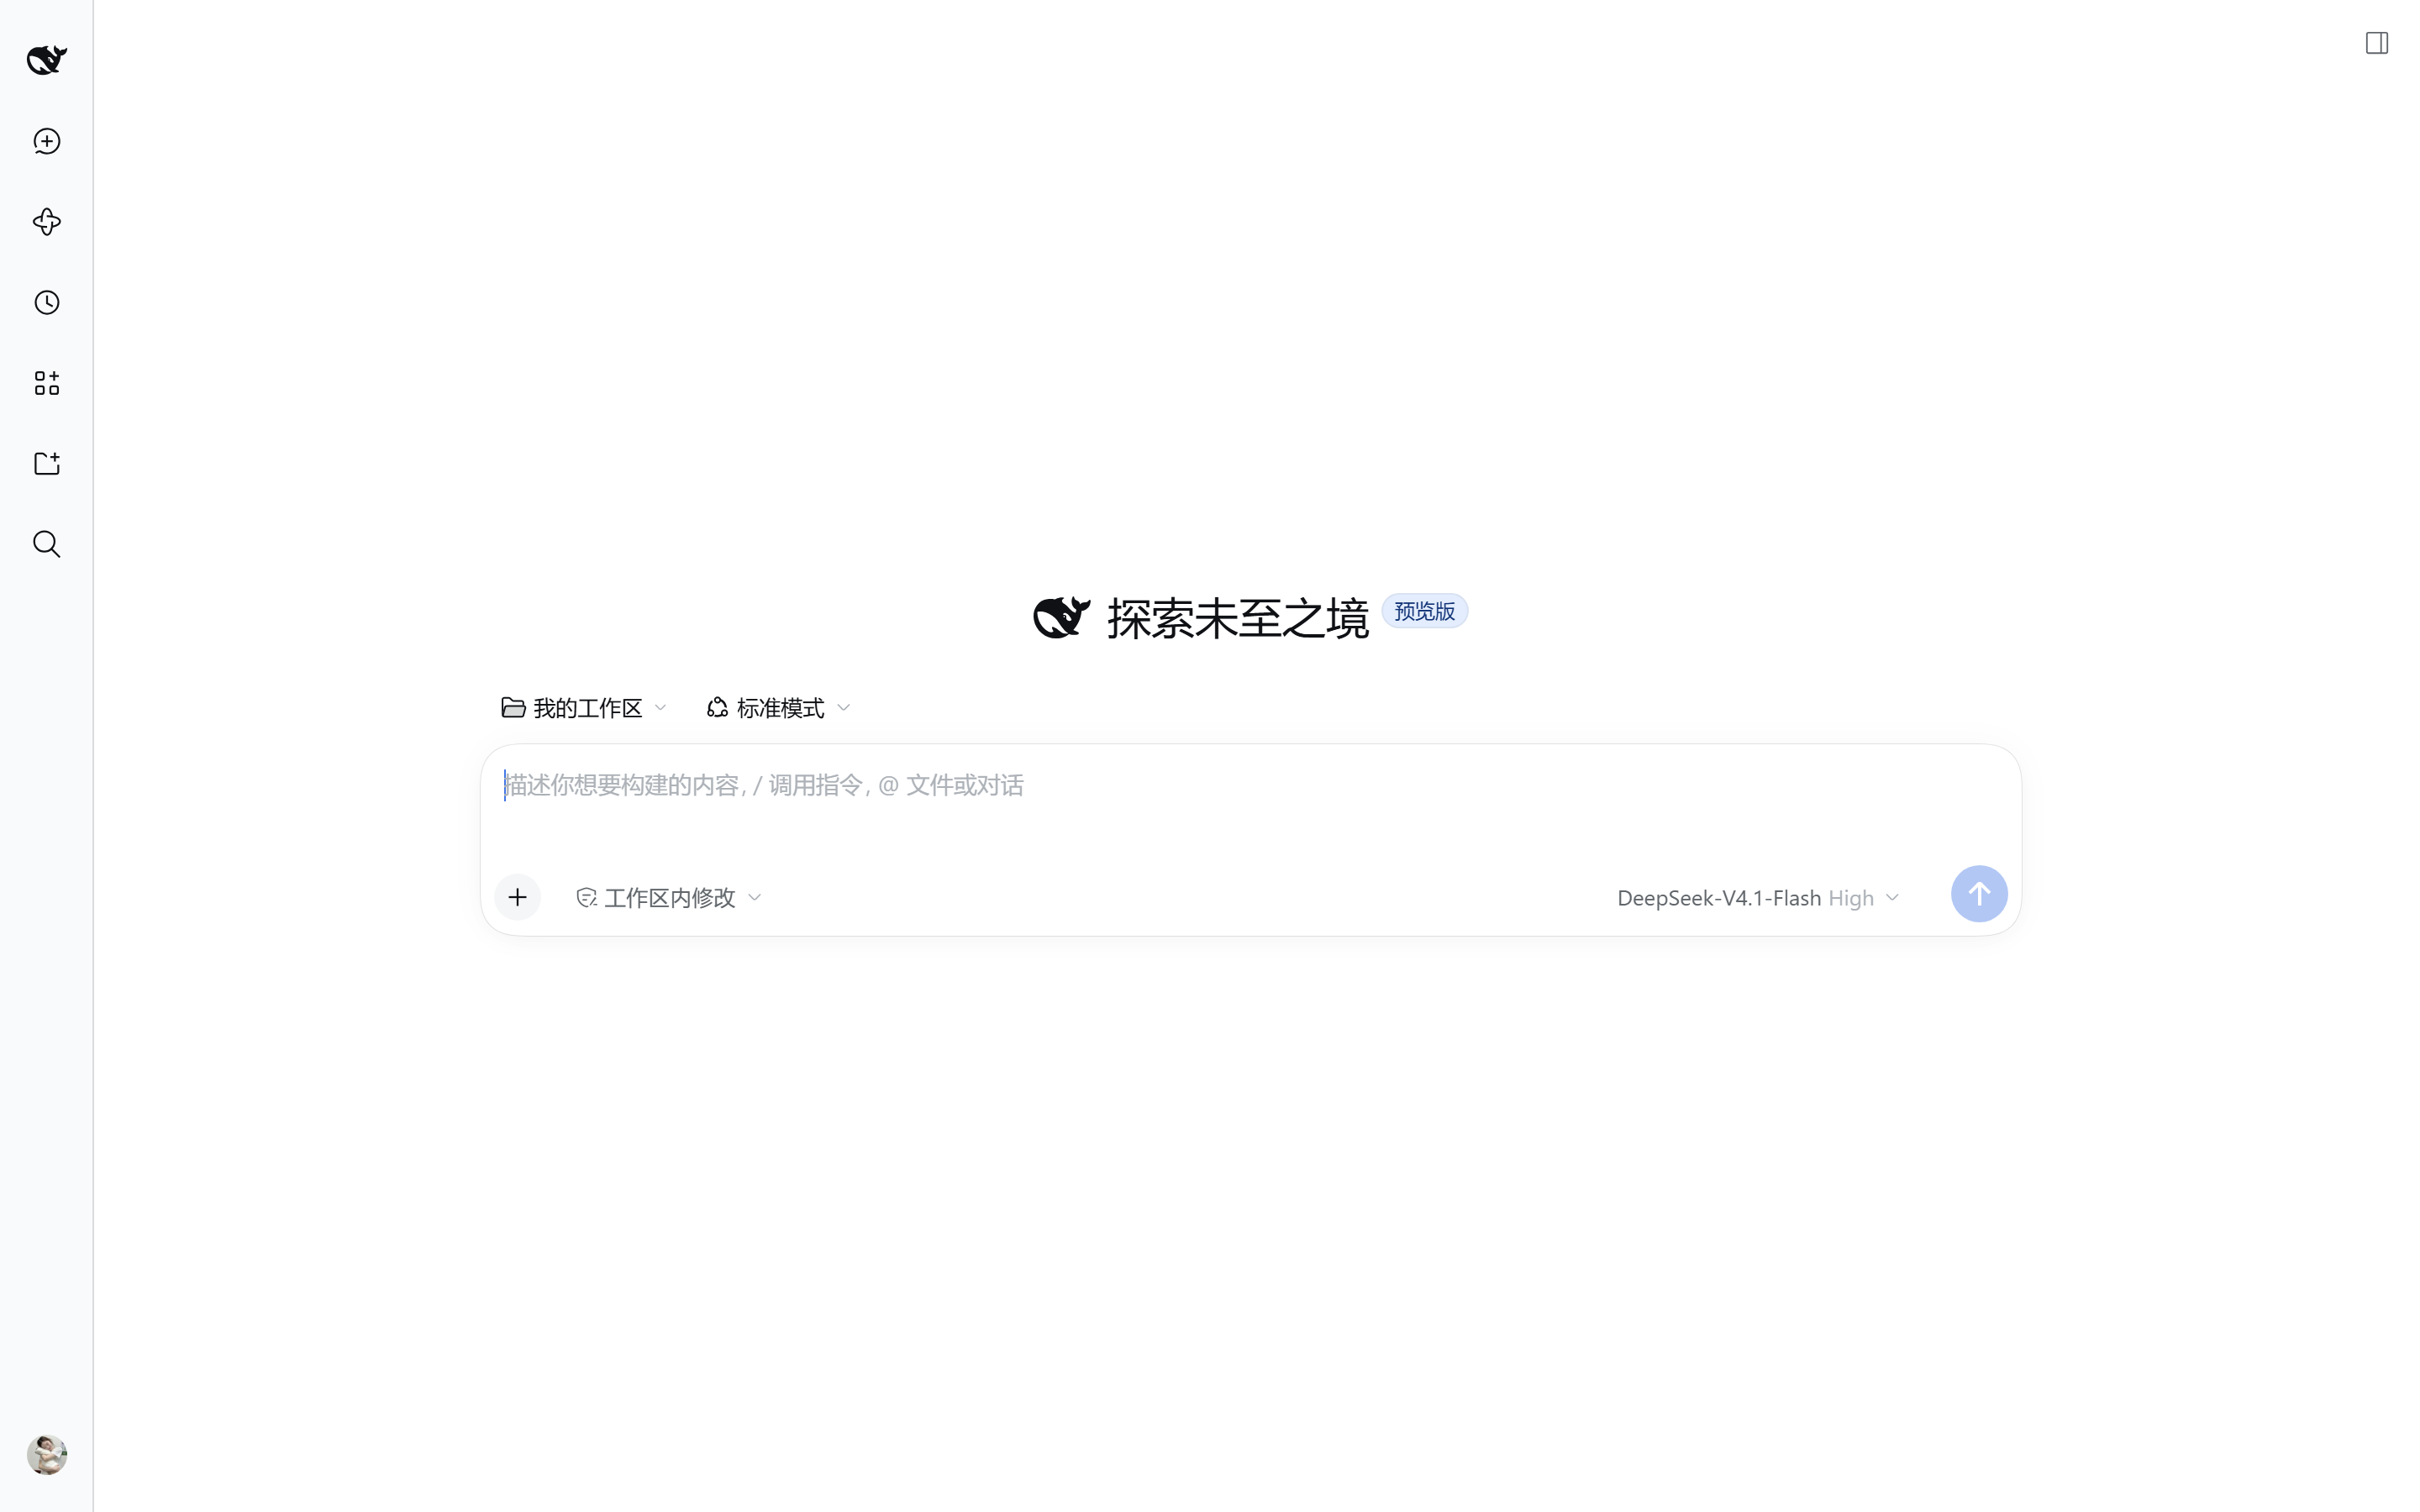 探索未至之境 预览版
我的工作区 标准模式
描述你想要构建的内容, / 调用指令, @ 文件或对话
工作区内修改 DeepSeek-V4.1-Flash High